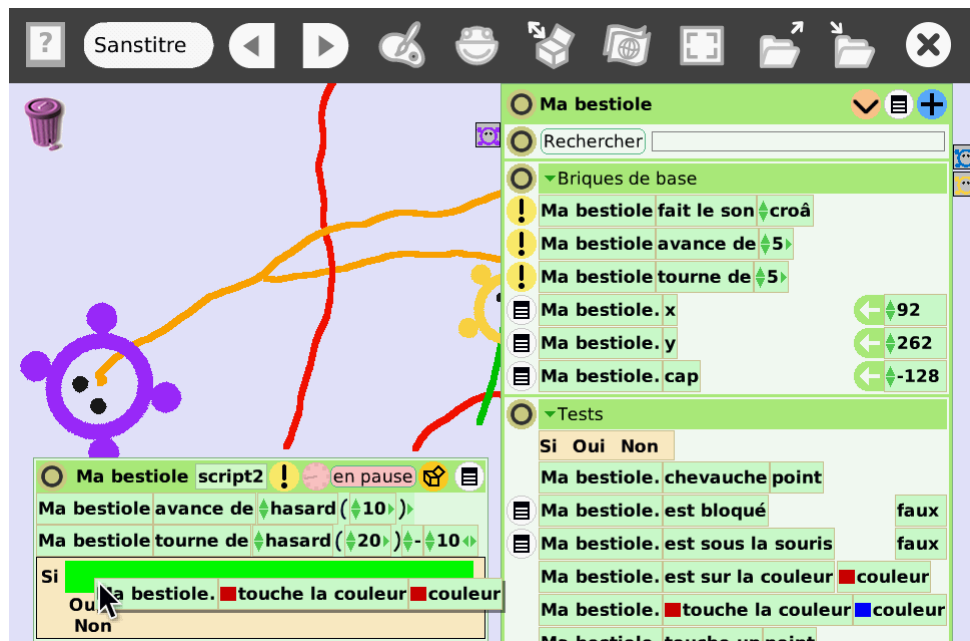 ?
Sanstitre
Ma bestiole
Rechercher
Briques de base
! Ma bestiole fait le son croâ
! Ma bestiole avance de 5
! Ma bestiole tourne de 5
Ma bestiole. x 92
Ma bestiole. y 262
Ma bestiole. cap -128
Tests
Si Oui Non
Ma bestiole. chevauche point
Ma bestiole. est bloqué faux
Ma bestiole. est sous la souris faux
Ma bestiole. est sur la couleur couleur
Ma bestiole. touche la couleur couleur
Ma bestiole script2 ! en pause
Ma bestiole avance de hasard (10)
Ma bestiole tourne de hasard (20) - 10
Si
bestiole. touche la couleur couleur
Non